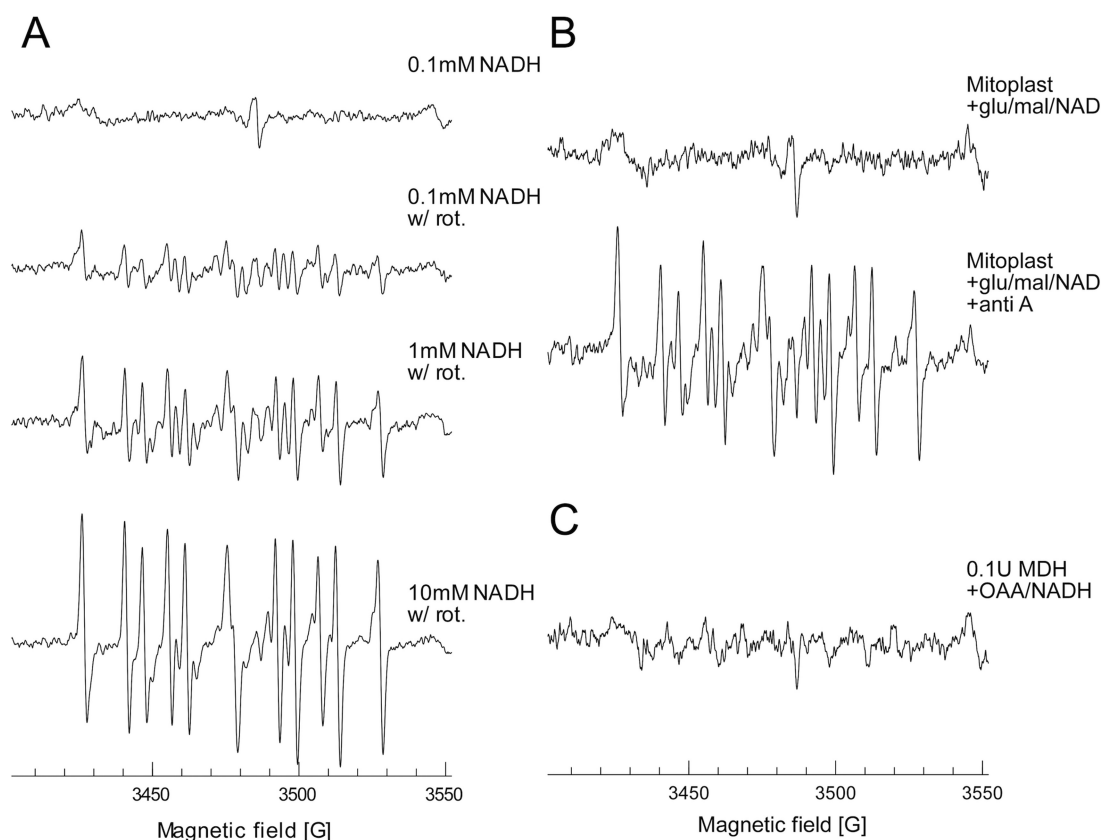 A
0.1mM NADH
0.1mM NADH
w/ rot.
1mM NADH
w/ rot.
10mM NADH
w/ rot.
3450
3500
3550
Magnetic field [G]
B
Mitoplast
+glu/mal/NAD
Mitoplast
+glu/mal/NAD
+anti A
C
0.1U MDH
+OAA/NADH
3450
3500
3550
Magnetic field [G]